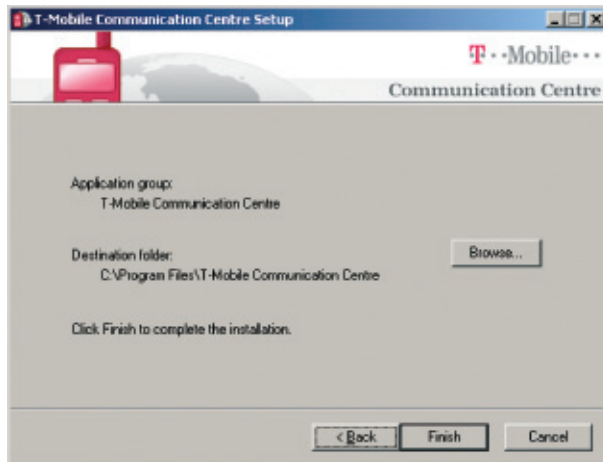 T-Mobile Communication Centre Setup
T··Mobile···
Communication Centre
Application group:
T-Mobile Communication Centre
Destination folder:
Browse...
C:\Program Files\T-Mobile Communication Centre
Click Finish to complete the installation.
< Back Finish Cancel